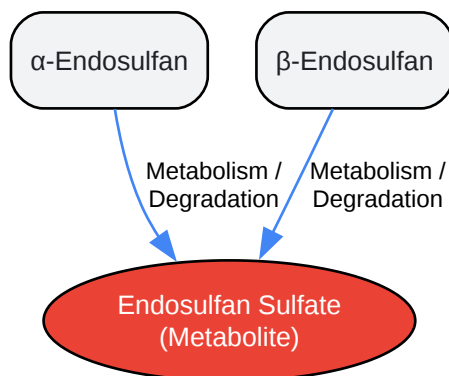 α-Endosulfan
β-Endosulfan
Metabolism /
Degradation
Metabolism /
Degradation
Endosulfan Sulfate
(Metabolite)